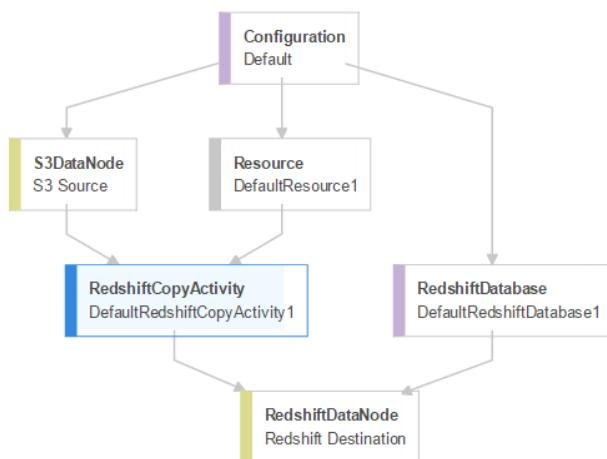 Configuration
Default
S3DataNode
S3 Source
Resource
DefaultResource1
RedshiftCopyActivity
DefaultRedshiftCopyActivity1
RedshiftDatabase
DefaultRedshiftDatabase1
RedshiftDataNode
Redshift Destination